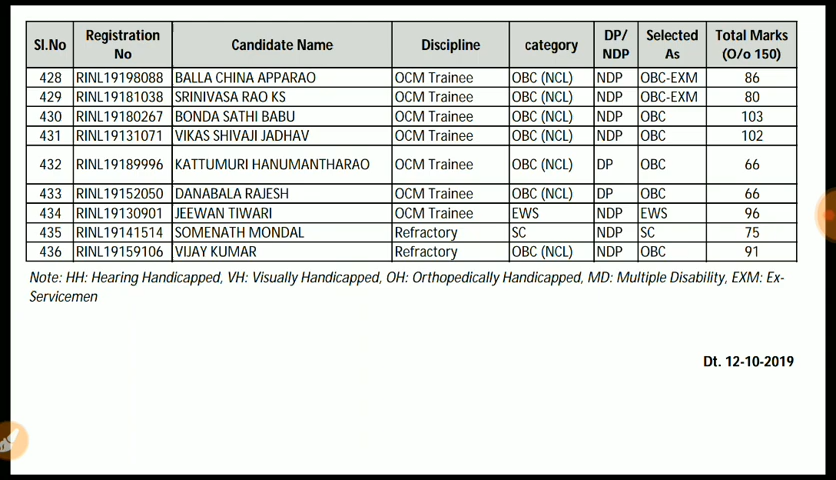 Sl.No Registration No Candidate Name Discipline category DP/ NDP Selected As Total Marks (O/o 150)
428 RINL19198088 BALLA CHINA APPARAO OCM Trainee OBC (NCL) NDP OBC-EXM 86
429 RINL19181038 SRINIVASA RAO KS OCM Trainee OBC (NCL) NDP OBC-EXM 80
430 RINL19180267 BONDA SATHI BABU OCM Trainee OBC (NCL) NDP OBC 103
431 RINL19131071 VIKAS SHIVAJI JADHAV OCM Trainee OBC (NCL) NDP OBC 102
432 RINL19189996 KATTUMURI HANUMANTHARAO OCM Trainee OBC (NCL) DP OBC 66
433 RINL19152050 DANABALA RAJESH OCM Trainee OBC (NCL) DP OBC 66
434 RINL19130901 JEEWAN TIWARI OCM Trainee EWS NDP EWS 96
435 RINL19141514 SOMENATH MONDAL Refractory SC NDP SC 75
436 RINL19159106 VIJAY KUMAR Refractory OBC (NCL) NDP OBC 91
Note: HH: Hearing Handicapped, VH: Visually Handicapped, OH: Orthopedically Handicapped, MD: Multiple Disability, EXM: Ex-
Servicemen
Dt. 12-10-2019